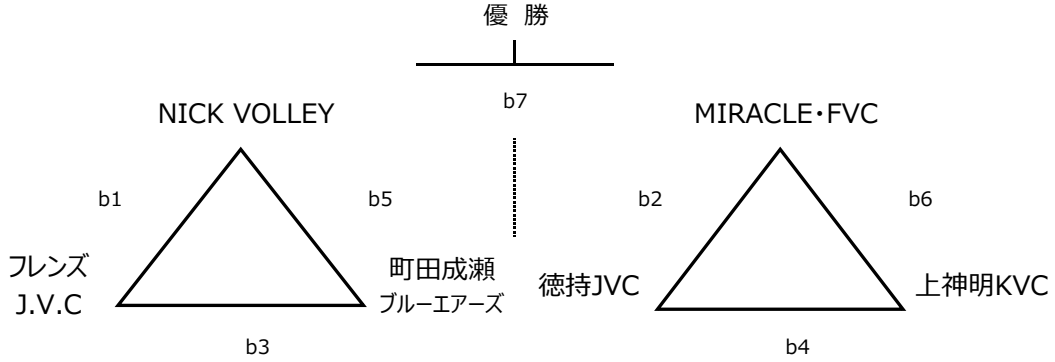 優 勝
b7
NICK VOLLEY
MIRACLE・FVC
b1
b5
b2
b6
フレンズ
J.V.C
町田成瀬
ブルーエアーズ
徳持JVC
上神明KVC
b3
b4